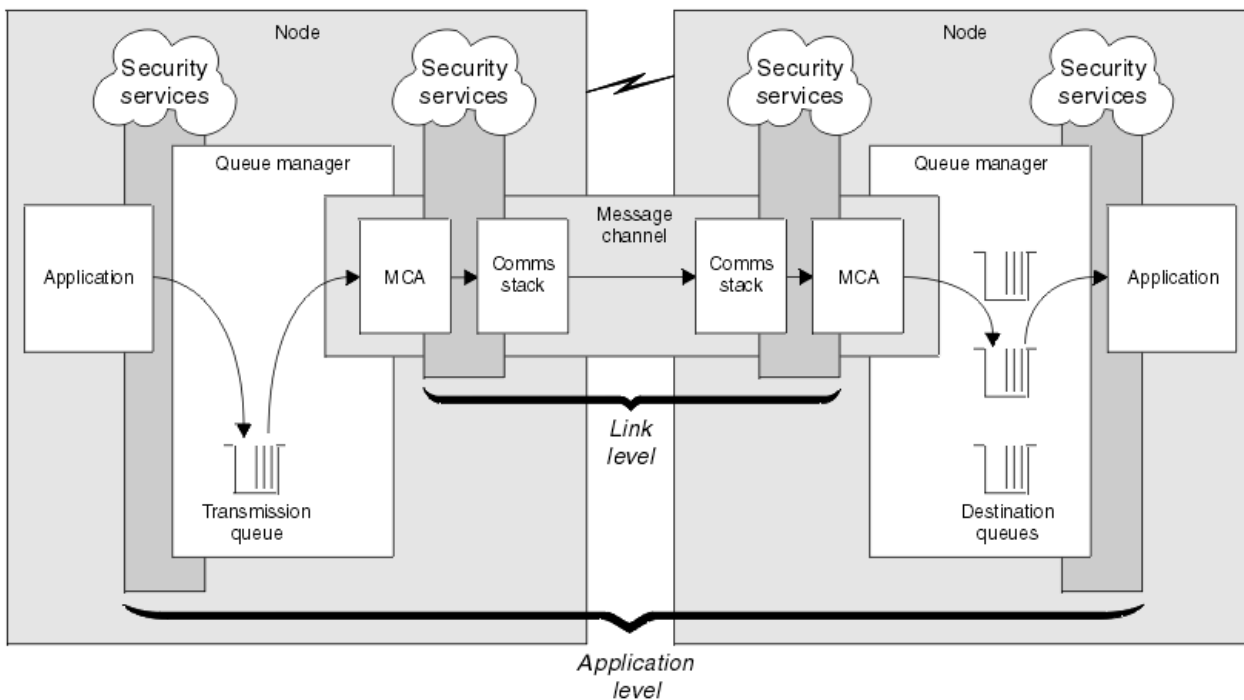 Node
Node
Security
services
Security
services
Security
services
Security
services
Queue manager
Queue manager
Message
channel
Application
MCA
Comms
stack
Comms
stack
MCA
Application
Link
level
Transmission
queue
Destination
queues
Application
level